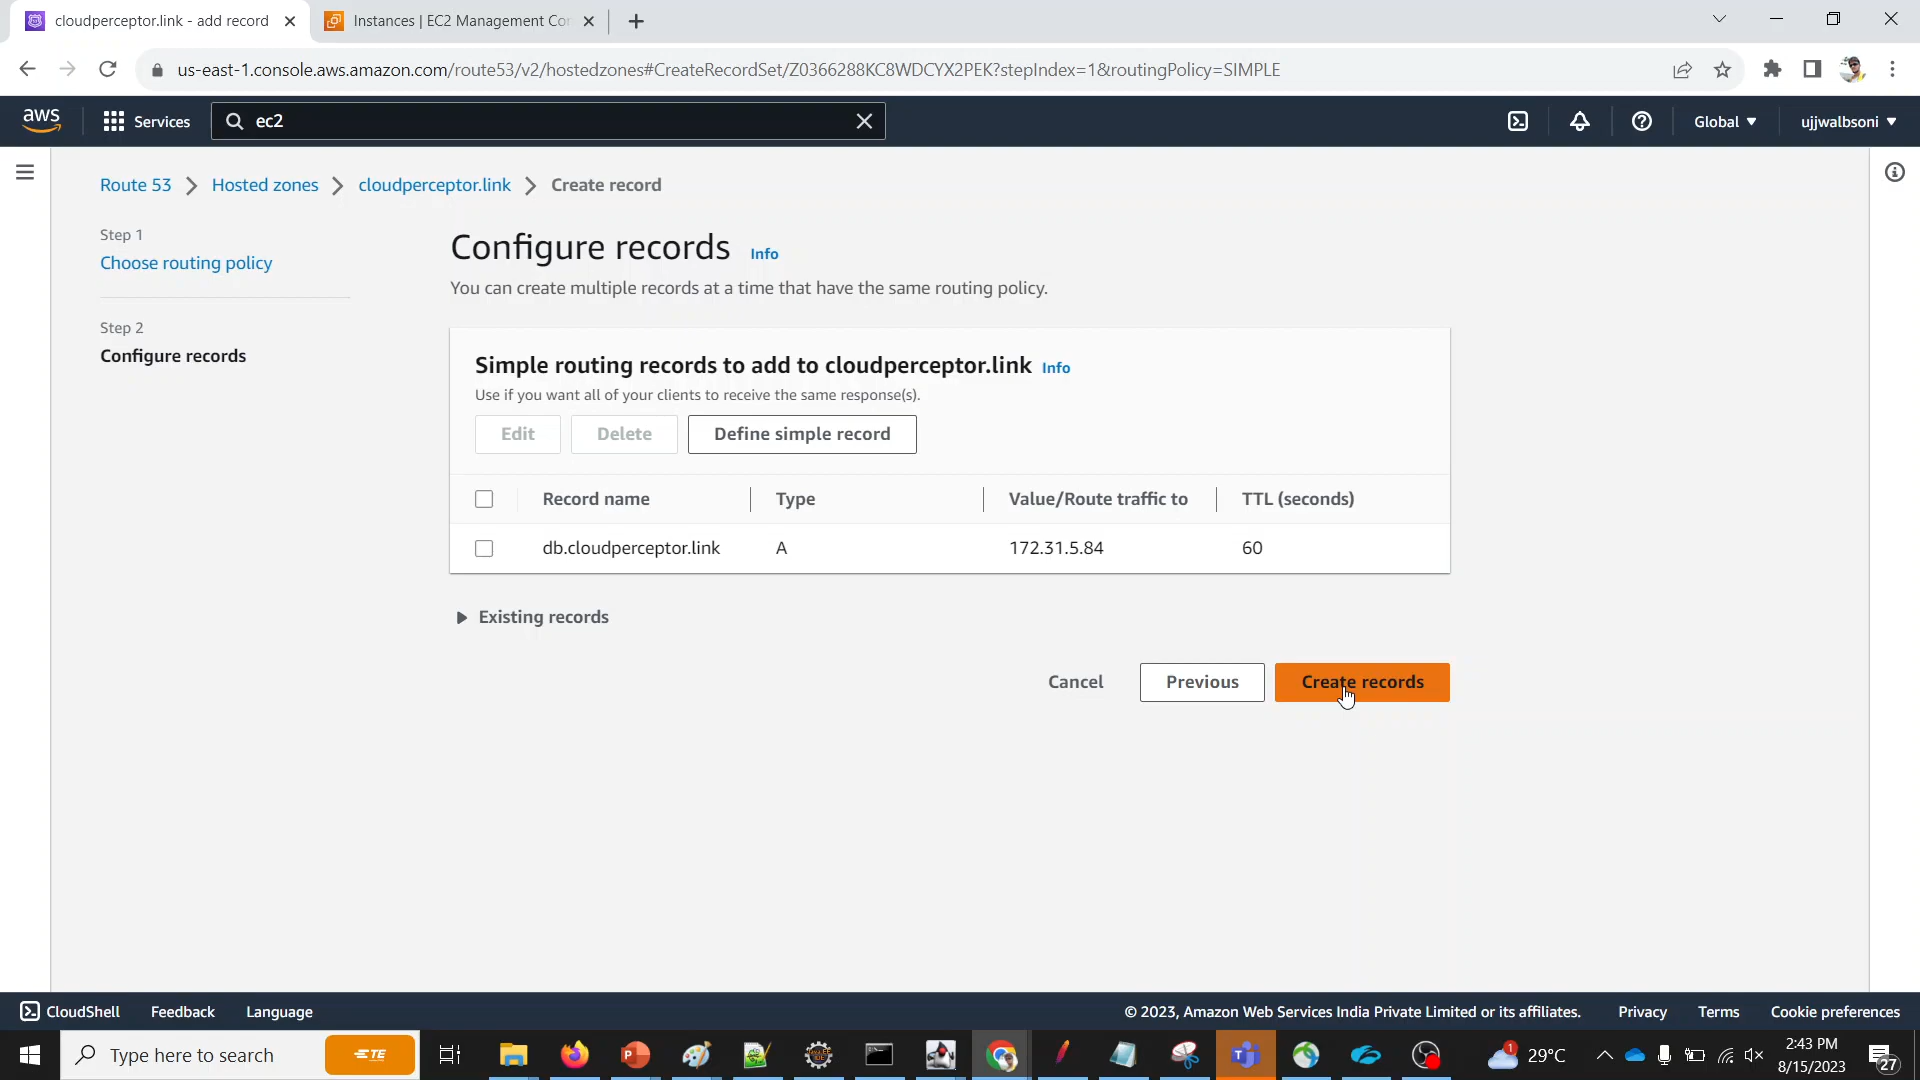 cloudperceptor.link - add record
Instances | EC2 Management Con
us-east-1.console.aws.amazon.com/route53/v2/hostedzones#CreateRecordSet/Z0366288KC8WDCYX2PEK?stepIndex=1&routingPolicy=SIMPLE
aws
Services
ec2
Global
ujjwalbsoni
Route 53
Hosted zones
cloudperceptor.link
Create record
Step 1
Choose routing policy
Step 2
Configure records
Configure records Info
You can create multiple records at a time that have the same routing policy.
Simple routing records to add to cloudperceptor.link Info
Use if you want all of your clients to receive the same response(s).
Edit
Delete
Define simple record
Record name
Type
Value/Route traffic to
TTL (seconds)
db.cloudperceptor.link
A
172.31.5.84
60
Existing records
Cancel
Previous
Create records
CloudShell
Feedback
Language
© 2023, Amazon Web Services India Private Limited or its affiliates.
Privacy
Terms
Cookie preferences
Type here to search
1
29°C
2:43 PM
8/15/2023
27